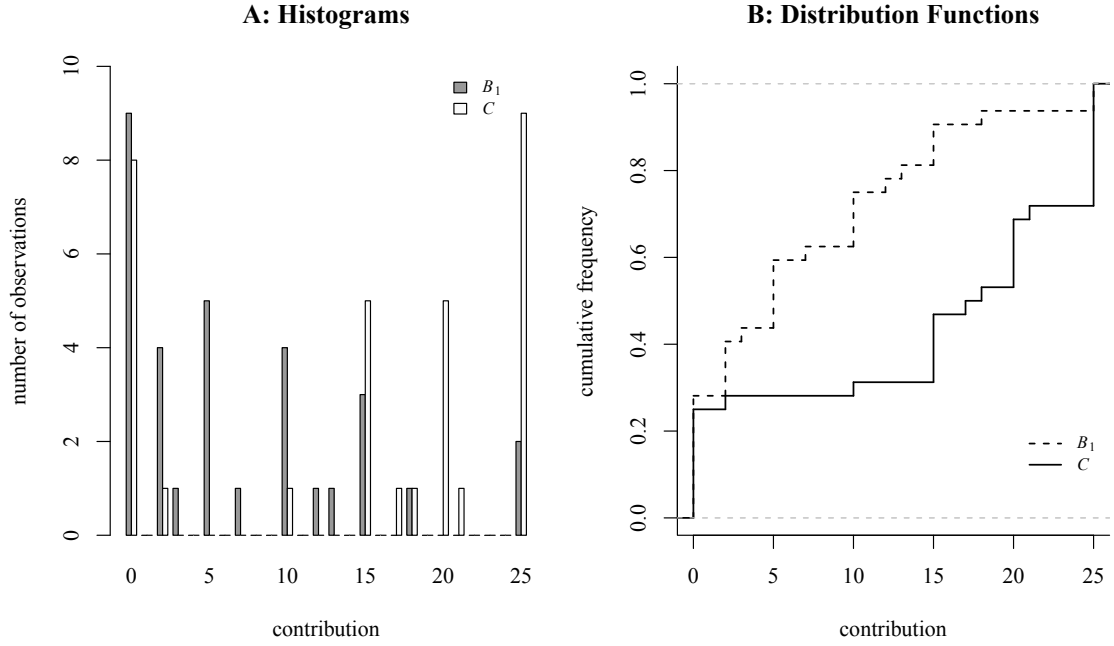 A: Histograms
number of observations
0 2 4 6 8 10
B1
C
0 5 10 15 20 25
contribution
B: Distribution Functions
cumulative frequency
0.0 0.2 0.4 0.6 0.8 1.0
B1
C
0 5 10 15 20 25
contribution